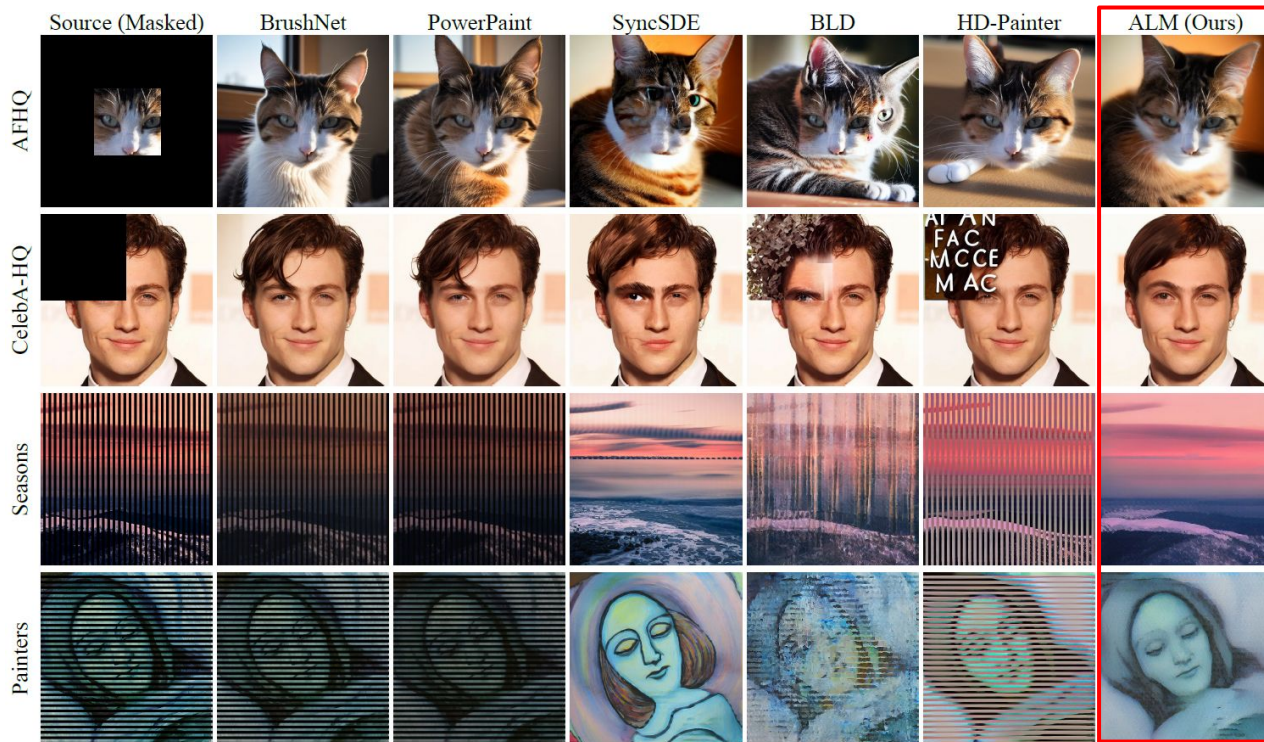 Source (Masked) BrushNet PowerPaint SyncSDE BLD HD-Painter ALM (Ours)
AFHQ
CelebA-HQ
AI AN
FAC
-MCCE
M AC
Seasons
Painters